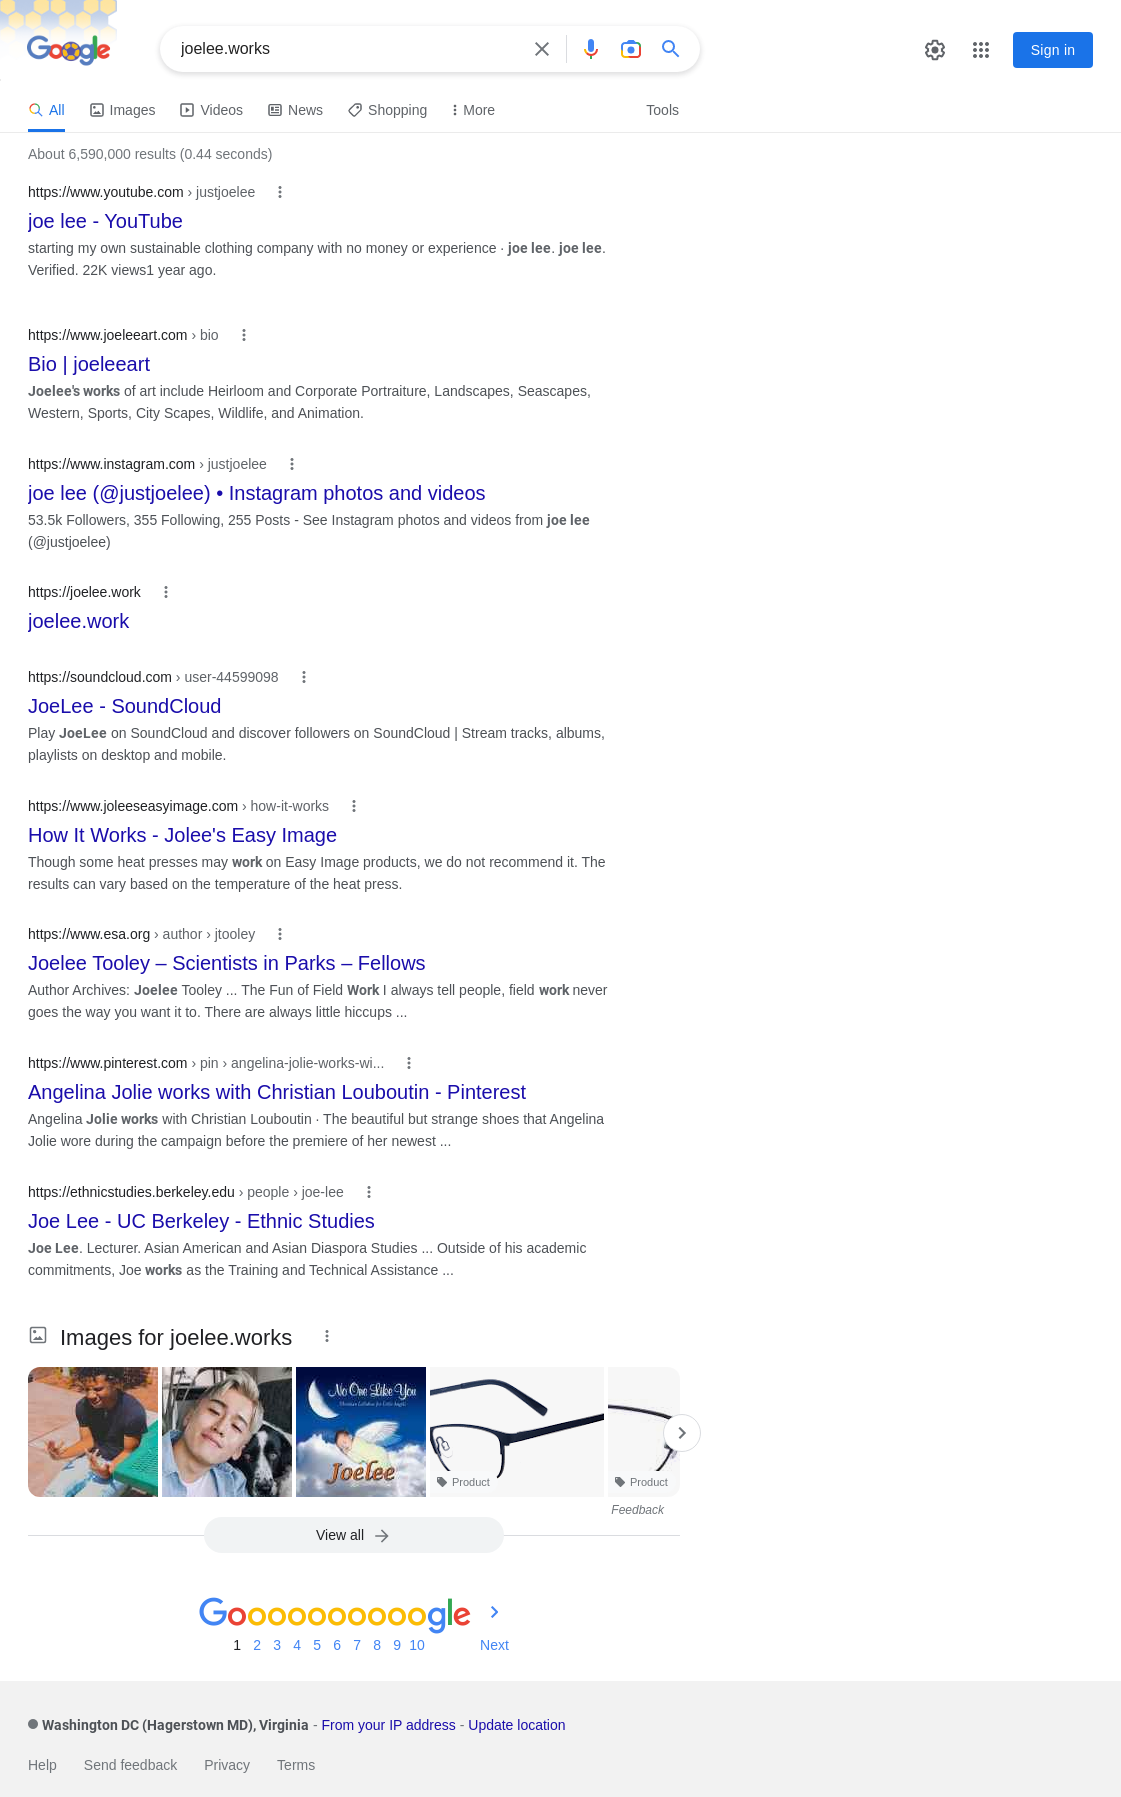 Google
joelee.works
Sign in
All Images Videos News Shopping More Tools
About 6,590,000 results (0.44 seconds)
https://www.youtube.com › justjoelee
joe lee - YouTube
starting my own sustainable clothing company with no money or experience · joe lee. joe lee.
Verified. 22K views1 year ago.
https://www.joeleeart.com › bio
Bio | joeleeart
Joelee's works of art include Heirloom and Corporate Portraiture, Landscapes, Seascapes,
Western, Sports, City Scapes, Wildlife, and Animation.
https://www.instagram.com › justjoelee
joe lee (@justjoelee) • Instagram photos and videos
53.5k Followers, 355 Following, 255 Posts - See Instagram photos and videos from joe lee
(@justjoelee)
https://joelee.work
joelee.work
https://soundcloud.com › user-44599098
JoeLee - SoundCloud
Play JoeLee on SoundCloud and discover followers on SoundCloud | Stream tracks, albums,
playlists on desktop and mobile.
https://www.joleeseasyimage.com › how-it-works
How It Works - Jolee's Easy Image
Though some heat presses may work on Easy Image products, we do not recommend it. The
results can vary based on the temperature of the heat press.
https://www.esa.org › author › jtooley
Joelee Tooley – Scientists in Parks – Fellows
Author Archives: Joelee Tooley ... The Fun of Field Work I always tell people, field work never
goes the way you want it to. There are always little hiccups ...
https://www.pinterest.com › pin › angelina-jolie-works-wi...
Angelina Jolie works with Christian Louboutin - Pinterest
Angelina Jolie works with Christian Louboutin · The beautiful but strange shoes that Angelina
Jolie wore during the campaign before the premiere of her newest ...
https://ethnicstudies.berkeley.edu › people › joe-lee
Joe Lee - UC Berkeley - Ethnic Studies
Joe Lee. Lecturer. Asian American and Asian Diaspora Studies ... Outside of his academic
commitments, Joe works as the Training and Technical Assistance ...
Images for joelee.works
No One Like You
Christian Lullabies for Little Angels
Joelee
Product
Product
Feedback
View all
Goooooooooogle
1 2 3 4 5 6 7 8 9 10 Next
Washington DC (Hagerstown MD), Virginia - From your IP address - Update location
Help Send feedback Privacy Terms